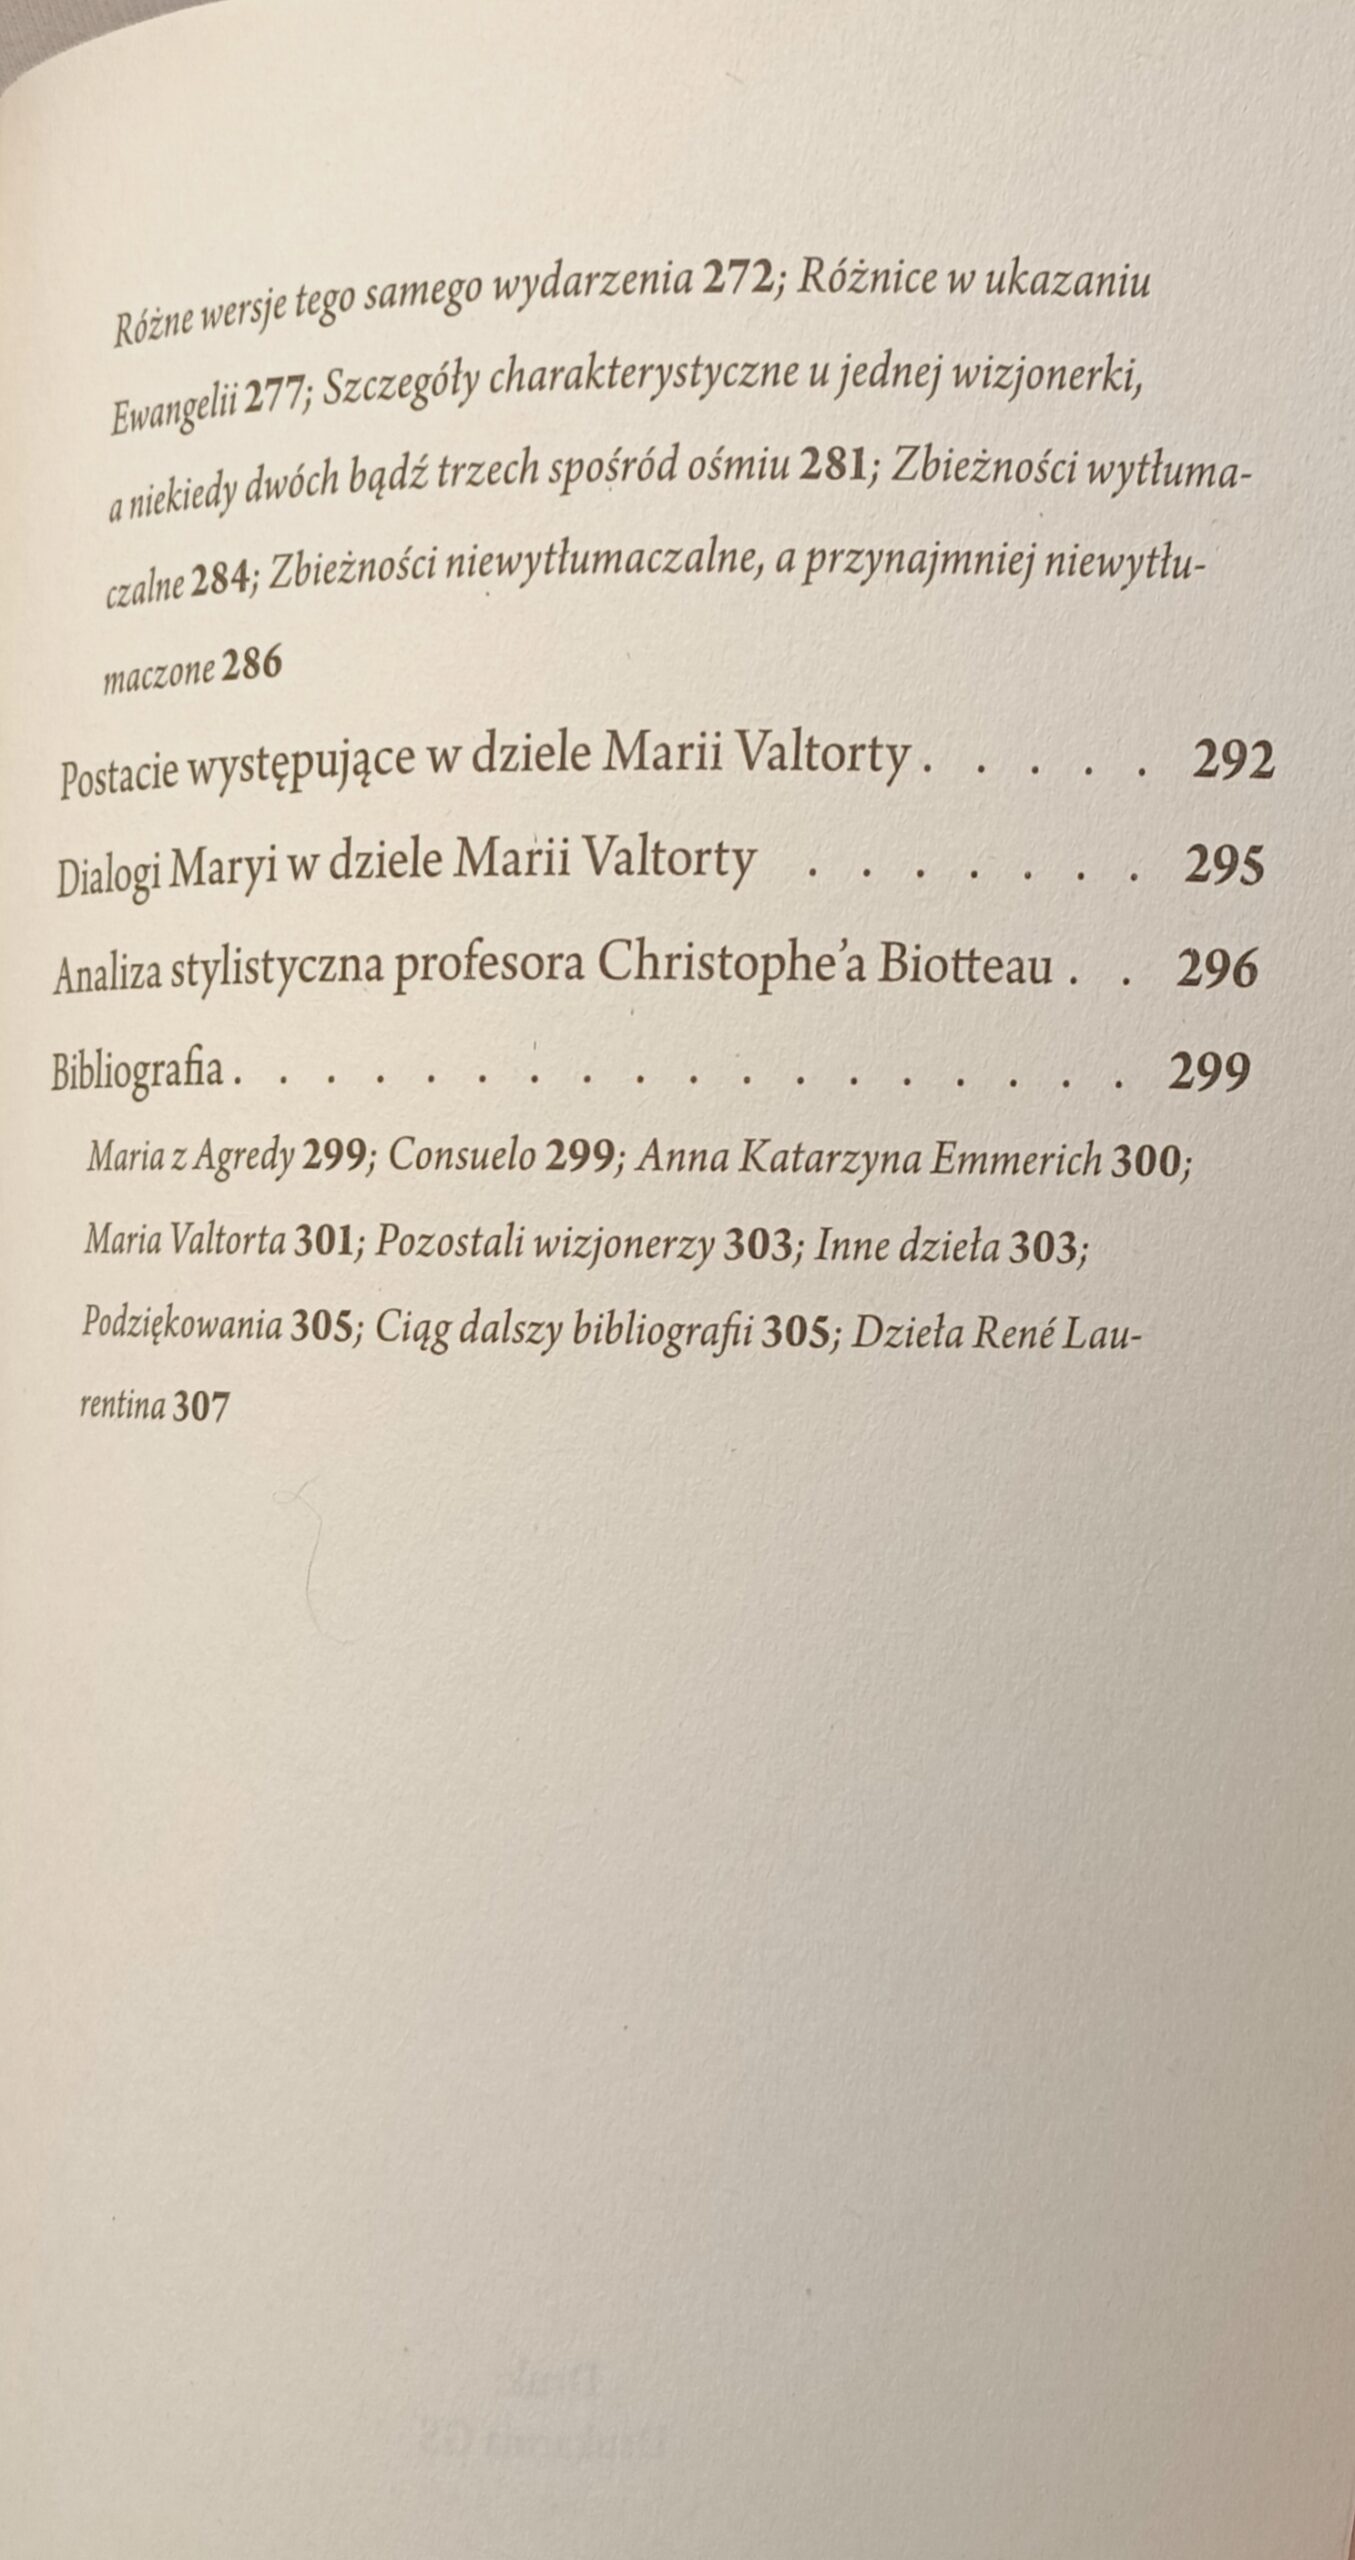 Różne wersje tego samego wydarzenia 272; Różnice w ukazaniu
Ewangelii 277; Szczegóły charakterystyczne u jednej wizjonerki,
a niekiedy dwóch bądź trzech spośród ośmiu 281; Zbieżności wytłuma-
czalne 284; Zbieżności niewytłumaczalne, a przynajmniej niewytłu-
maczone 286
Postacie występujące w dziele Marii Valtorty . . . . . 292
Dialogi Maryi w dziele Marii Valtorty . . . . . . . 295
Analiza stylistyczna profesora Christophe’a Biotteau . . 296
Bibliografia . . . . . . . . . . . . . . . . . . 299
Maria z Agredy 299; Consuelo 299; Anna Katarzyna Emmerich 300;
Maria Valtorta 301; Pozostali wizjonerzy 303; Inne dzieła 303;
Podziękowania 305; Ciąg dalszy bibliografii 305; Dzieła René Lau-
rentina 307